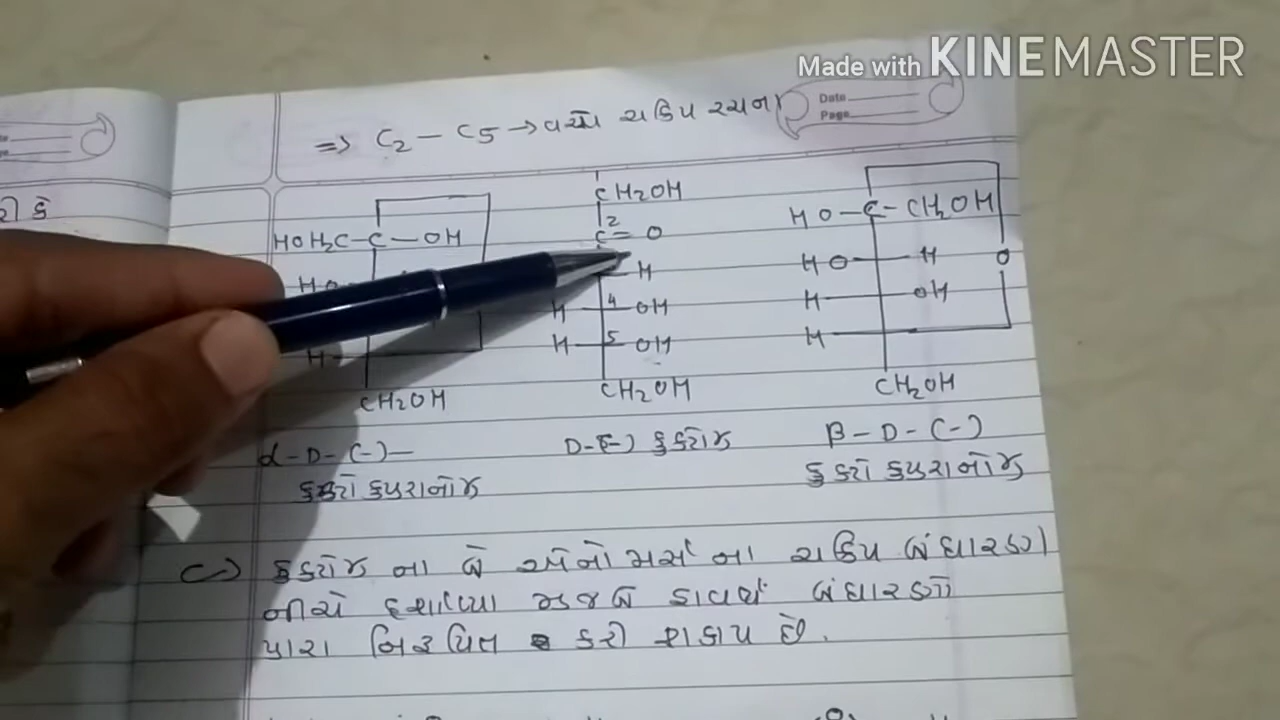 Made with KINEMASTER
Date
Page
⇒ C2 – C5 → વચ્ચે ચક્રિય રચના
રી કે
HOH2C–C–OH
HO
H
CH2OH
α-D-(-)-
ફ્રુક્ટો ફ્યુરાનોઝ
CH2OH
2
C=O
H
H 4 OH
H 5 OH
CH2OH
D-(-) ફ્રુક્ટોઝ
HO–C–CH2OH
HO H O
H OH
H
CH2OH
β-D-(-)
ફ્રુક્ટો ફ્યુરાનોઝ
C) ફ્રુક્ટોઝ ના બે એનોમર્સ ના ચક્રિય બંધારણો
નીચે દર્શાવ્યા મુજબ હાવર્થ બંધારણો
દ્વારા નિરૂપિત કરી શકાય છે.